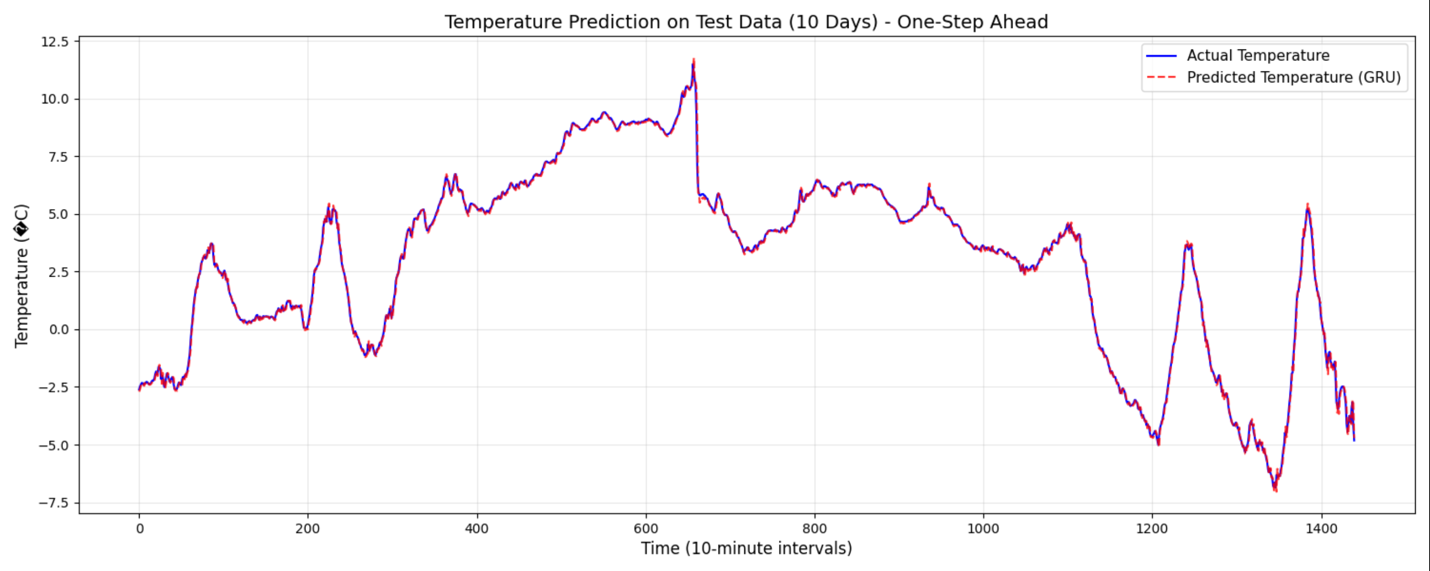 Temperature Prediction on Test Data (10 Days) - One-Step Ahead
Actual Temperature
Predicted Temperature (GRU)
Temperature (�C)
12.5
10.0
7.5
5.0
2.5
0.0
−2.5
−5.0
−7.5
0 200 400 600 800 1000 1200 1400
Time (10-minute intervals)